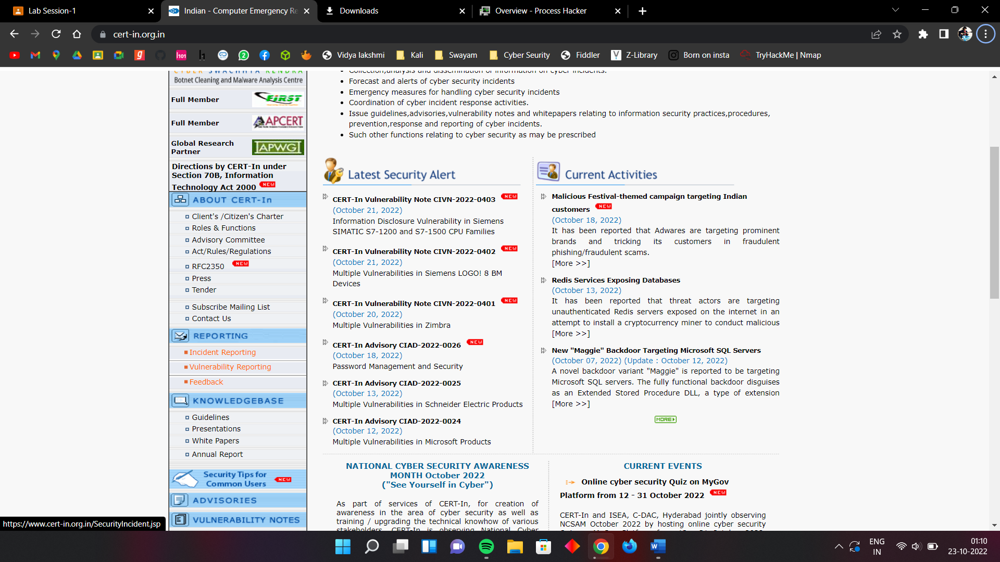 Lab Session-1
Indian - Computer Emergency Re
Downloads
Overview - Process Hacker
cert-in.org.in
Vidya lakshmi
Kali
Swayam
Cyber Seurity
Fiddler
Z-Library
Born on insta
TryHackMe | Nmap
CYBER SWACHHTA KENDRA
Botnet Cleaning and Malware Analysis Centre
Full Member
FiRST
Full Member
APCERT
Global Research
Partner
APWG
Directions by CERT-In under
Section 70B, Information
Technology Act 2000 NEW
ABOUT CERT-In
Client's /Citizen's Charter
Roles & Functions
Advisory Committee
Act/Rules/Regulations
RFC2350 NEW
Press
Tender
Subscribe Mailing List
Contact Us
REPORTING
Incident Reporting
Vulnerability Reporting
Feedback
KNOWLEDGEBASE
Guidelines
Presentations
White Papers
Annual Report
Security Tips for
Common Users NEW
ADVISORIES
VULNERABILITY NOTES
Collection,analysis and dissemination of information on cyber incidents.
Forecast and alerts of cyber security incidents
Emergency measures for handling cyber security incidents
Coordination of cyber incident response activities.
Issue guidelines,advisories,vulnerability notes and whitepapers relating to information security practices,procedures,
prevention,response and reporting of cyber incidents.
Such other functions relating to cyber security as may be prescribed
Latest Security Alert
CERT-In Vulnerability Note CIVN-2022-0403 NEW
(October 21, 2022)
Information Disclosure Vulnerability in Siemens
SIMATIC S7-1200 and S7-1500 CPU Families
CERT-In Vulnerability Note CIVN-2022-0402 NEW
(October 21, 2022)
Multiple Vulnerabilities in Siemens LOGO! 8 BM
Devices
CERT-In Vulnerability Note CIVN-2022-0401 NEW
(October 20, 2022)
Multiple Vulnerabilities in Zimbra
CERT-In Advisory CIAD-2022-0026 NEW
(October 18, 2022)
Password Management and Security
CERT-In Advisory CIAD-2022-0025
(October 13, 2022)
Multiple Vulnerabilities in Schneider Electric Products
CERT-In Advisory CIAD-2022-0024
(October 12, 2022)
Multiple Vulnerabilities in Microsoft Products
Current Activities
Malicious Festival-themed campaign targeting Indian
customers NEW
(October 18, 2022)
It has been reported that Adwares are targeting prominent
brands and tricking its customers in fraudulent
phishing/fraudulent scams.
[More >>]
Redis Services Exposing Databases
(October 13, 2022)
It has been reported that threat actors are targeting
unauthenticated Redis servers exposed on the internet in an
attempt to install a cryptocurrency miner to conduct malicious
[More >>]
New "Maggie" Backdoor Targeting Microsoft SQL Servers
(October 07, 2022) (Update : October 12, 2022)
A novel backdoor variant "Maggie" is reported to be targeting
Microsoft SQL servers. The fully functional backdoor disguises
as an Extended Stored Procedure DLL, a type of extension
[More >>]
MORE
NATIONAL CYBER SECURITY AWARENESS
MONTH October 2022
("See Yourself in Cyber")
As part of services of CERT-In, for creation of
awareness in the area of cyber security as well as
training / upgrading the technical knowhow of various
stakeholders, CERT-In is observing National Cyber
CURRENT EVENTS
Online cyber security Quiz on MyGov
Platform from 12 - 31 October 2022 NEW
CERT-In and ISEA, C-DAC, Hyderabad jointly observing
NCSAM October 2022 by hosting online cyber security
https://www.cert-in.org.in/SecurityIncident.jsp
ENG
IN
01:10
23-10-2022